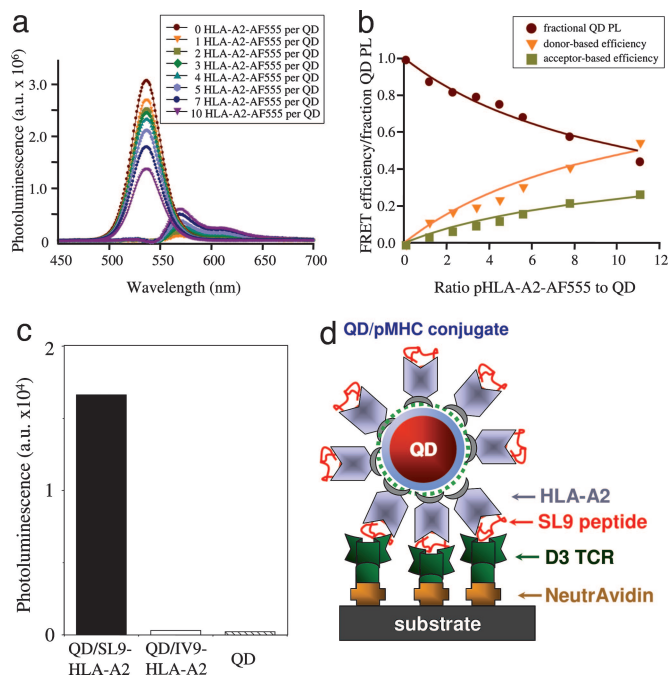 a
0 HLA-A2-AF555 per QD
1 HLA-A2-AF555 per QD
2 HLA-A2-AF555 per QD
3 HLA-A2-AF555 per QD
4 HLA-A2-AF555 per QD
5 HLA-A2-AF555 per QD
7 HLA-A2-AF555 per QD
10 HLA-A2-AF555 per QD
Photoluminescence (a.u. x 10⁶)
3.0
2.0
1.0
0
450
500
550
600
650
700
Wavelength (nm)
b
fractional QD PL
donor-based efficiency
acceptor-based efficiency
FRET efficiency/fraction QD PL
1.0
0.8
0.6
0.4
0.2
0.0
0
2
4
6
8
10
12
Ratio pHLA-A2-AF555 to QD
c
Photoluminescence (a.u. x10⁴)
2
1
0
QD/SL9-
HLA-A2
QD/IV9-
HLA-A2
QD
d
QD/pMHC conjugate
QD
HLA-A2
SL9 peptide
D3 TCR
NeutrAvidin
substrate